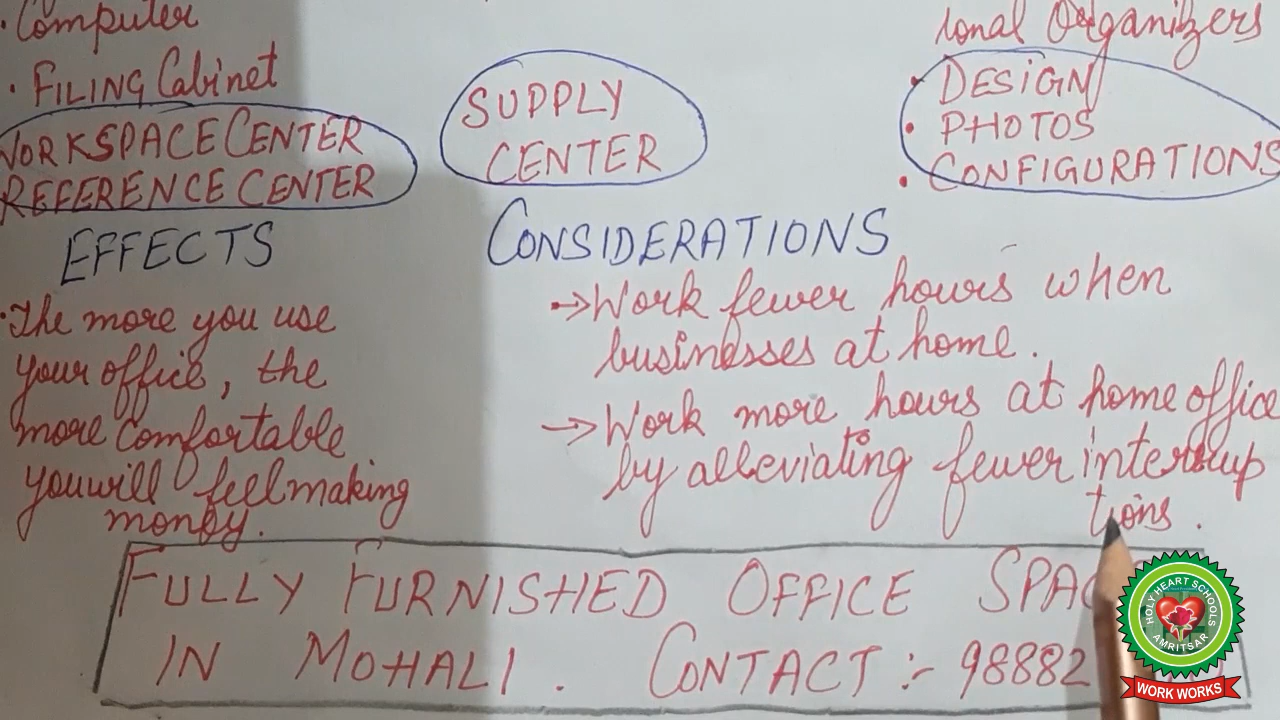 • Computer
• FILING Cabinet
WORKSPACE CENTER
REFERENCE CENTER
SUPPLY
CENTER
ional Organizers
• DESIGN
• PHOTOS
• CONFIGURATIONS
EFFECTS
• The more you use
your office, the
more comfortable
you will feel making
money.
CONSIDERATIONS
→ Work fewer hours when
businesses at home.
→ Work more hours at home office
by alleviating fewer interrup
tions.
FULLY FURNISHED OFFICE SPAC
IN MOHALI. CONTACT :- 98882
HOLY HEART SCHOOLS
AMRITSAR
WORK WORKS